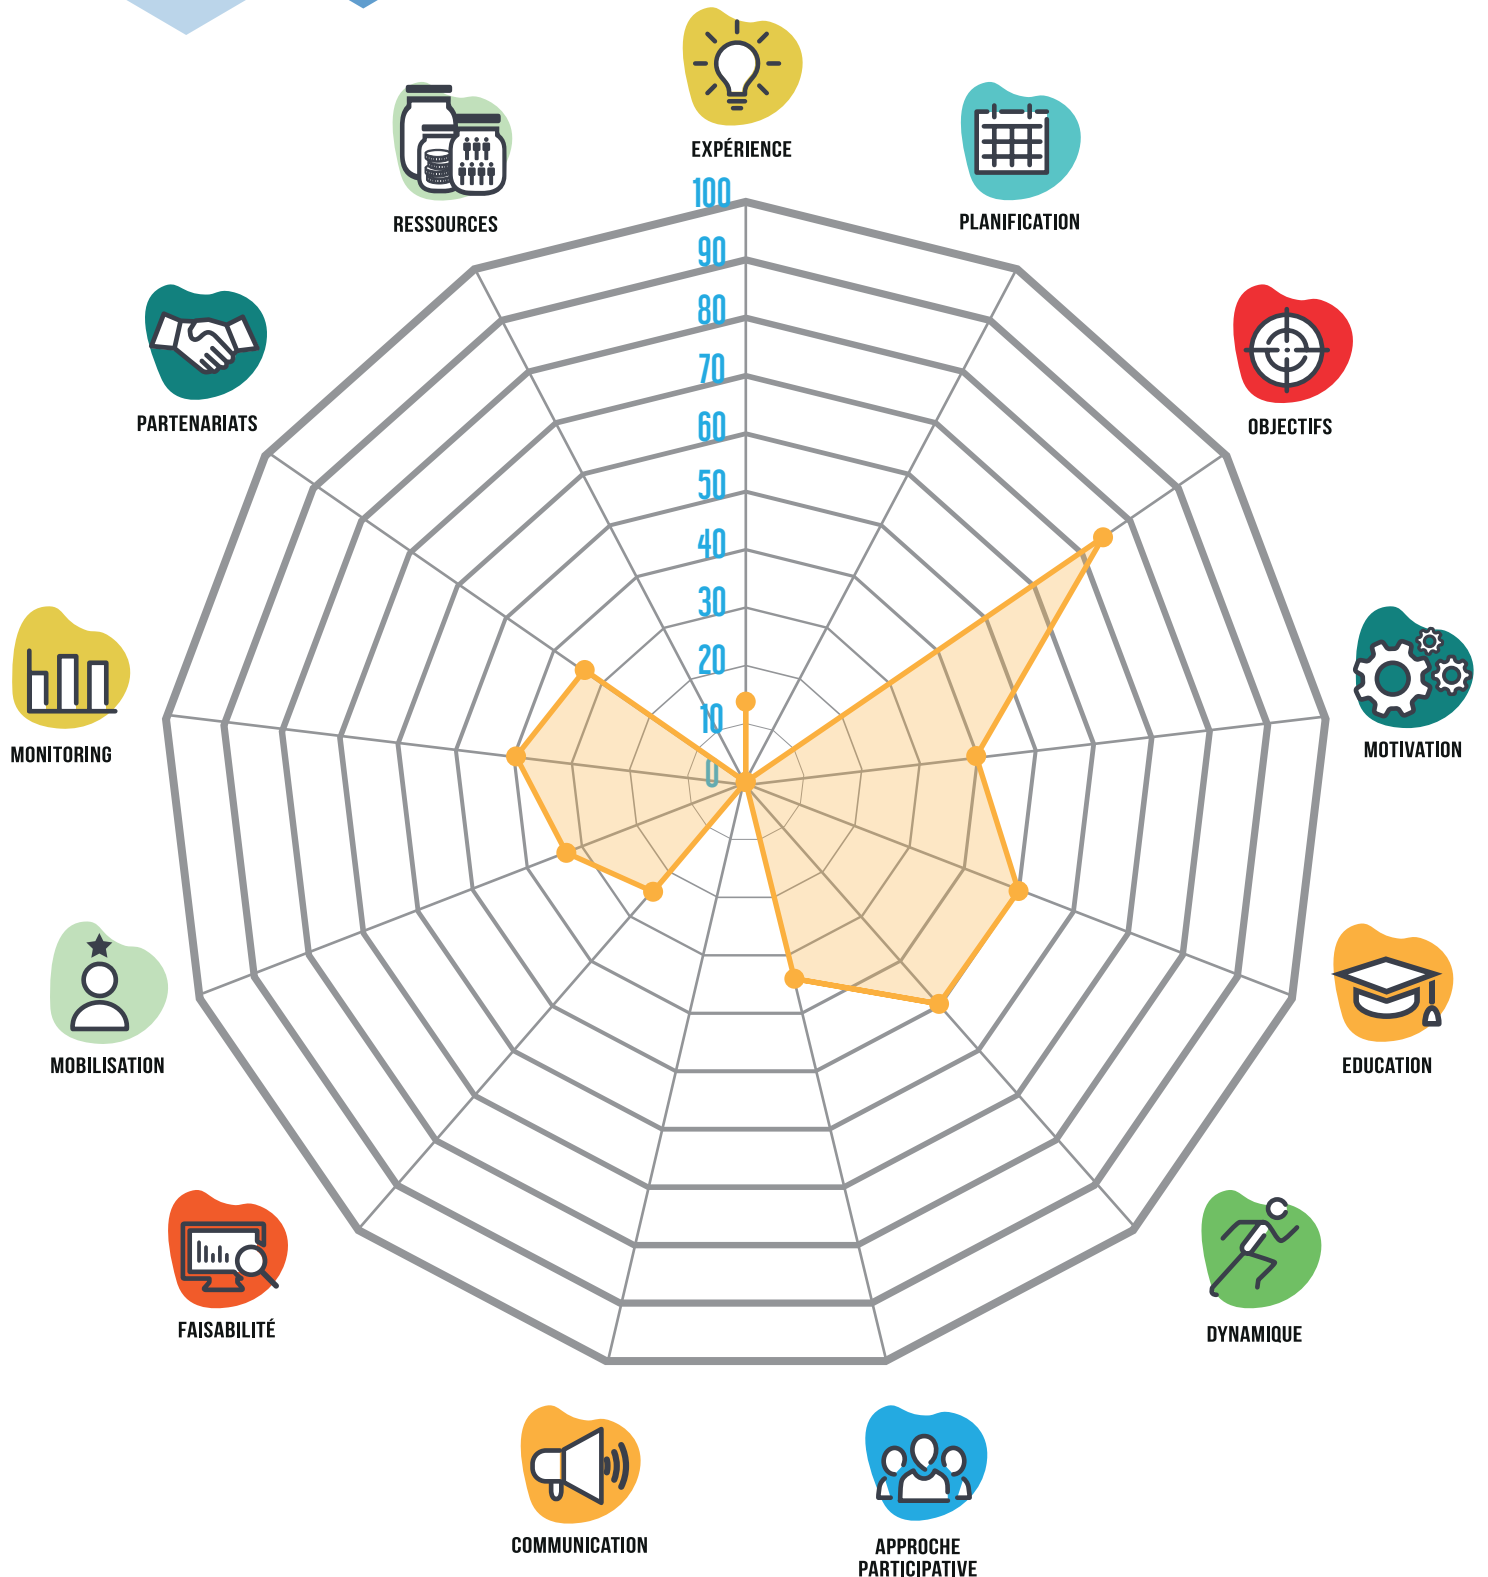 EXPÉRIENCE
PLANIFICATION
RESSOURCES
OBJECTIFS
PARTENARIATS
MOTIVATION
MONITORING
EDUCATION
MOBILISATION
DYNAMIQUE
FAISABILITÉ
APPROCHE
PARTICIPATIVE
COMMUNICATION
100
90
80
70
60
50
40
30
20
10
0